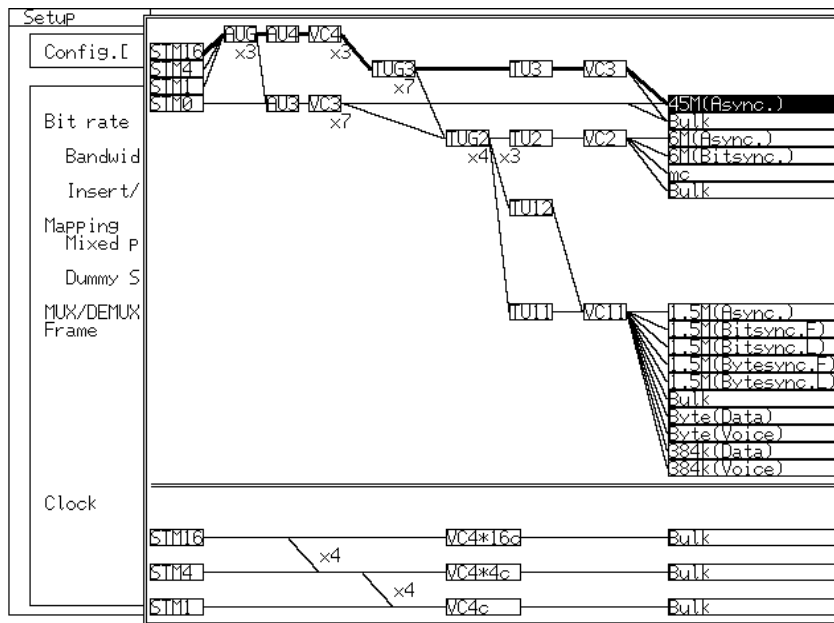 Setup
Config.[
Bit rate
Bandwid
Insert/
Mapping
Mixed p
Dummy S
MUX/DEMUX
Frame
Clock
AUG AU4 VC4
STM16
x3 x3
STM4 TUG3 TU3 VC3
STM1 x7
STM0 AU3 VC3 45M(Async.)
x7 Bulk
TUG2 TU2 VC2 6M(Async.)
x4 x3 6M(Bitsync.)
mc
Bulk
TU12
TU11 VC11 1.5M(Async.)
1.5M(Bitsync.F)
1.5M(Bitsync.L)
1.5M(Bytesync.F)
1.5M(Bytesync.L)
Bulk
Byte(Data)
Byte(Voice)
384k(Data)
384k(Voice)
STM16 VC4*16c Bulk
x4
STM4 VC4*4c Bulk
x4
STM1 VC4c Bulk